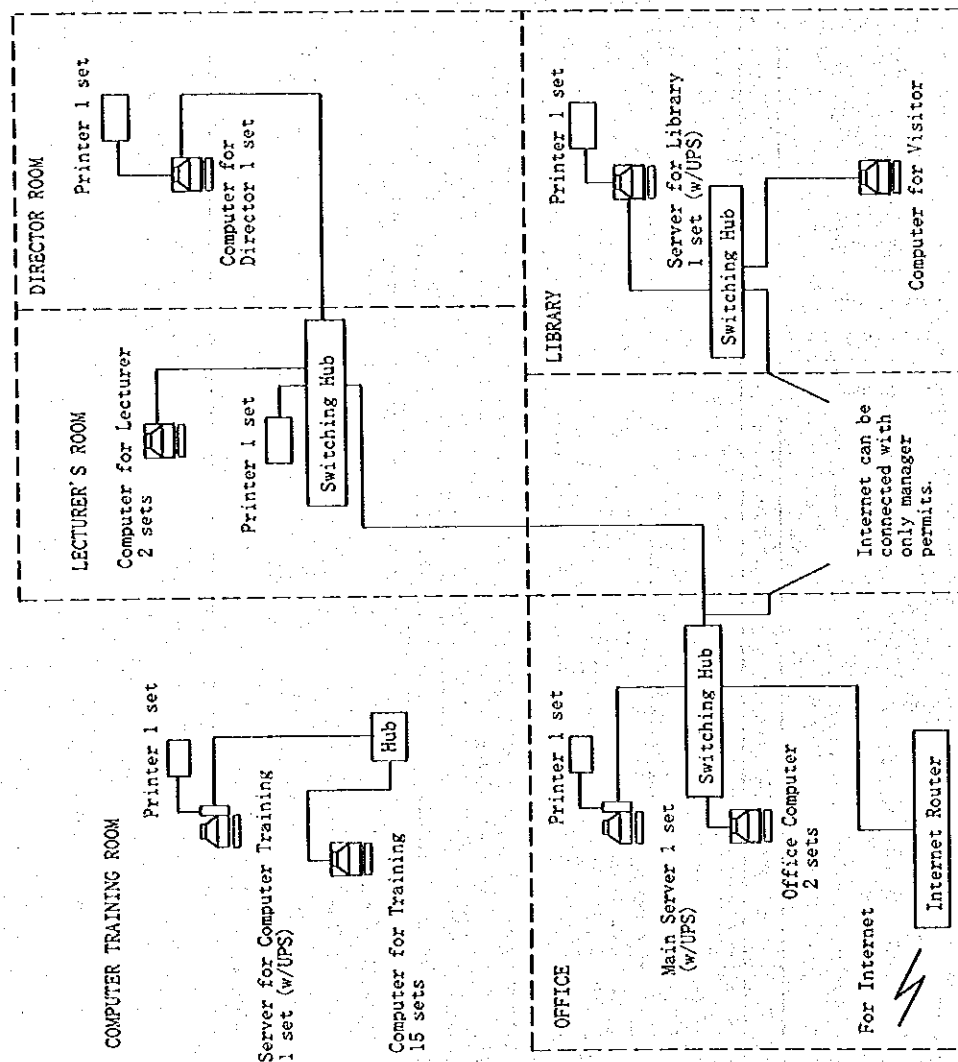 COMPUTER TRAINING ROOM
Printer 1 set
Server for Computer Training
1 set (w/UPS)
Hub
Computer for Training
15 sets
LECTURER'S ROOM
Computer for Lecturer
2 sets
Printer 1 set
Switching Hub
DIRECTOR ROOM
Printer 1 set
Computer for
Director 1 set
OFFICE
Printer 1 set
Main Server 1 set
(w/UPS)
Switching Hub
Office Computer
2 sets
For Internet
Internet Router
Internet can be
connected with
only manager
permits.
LIBRARY
Printer 1 set
Server for Library
1 set (w/UPS)
Switching Hub
Computer for Visitor